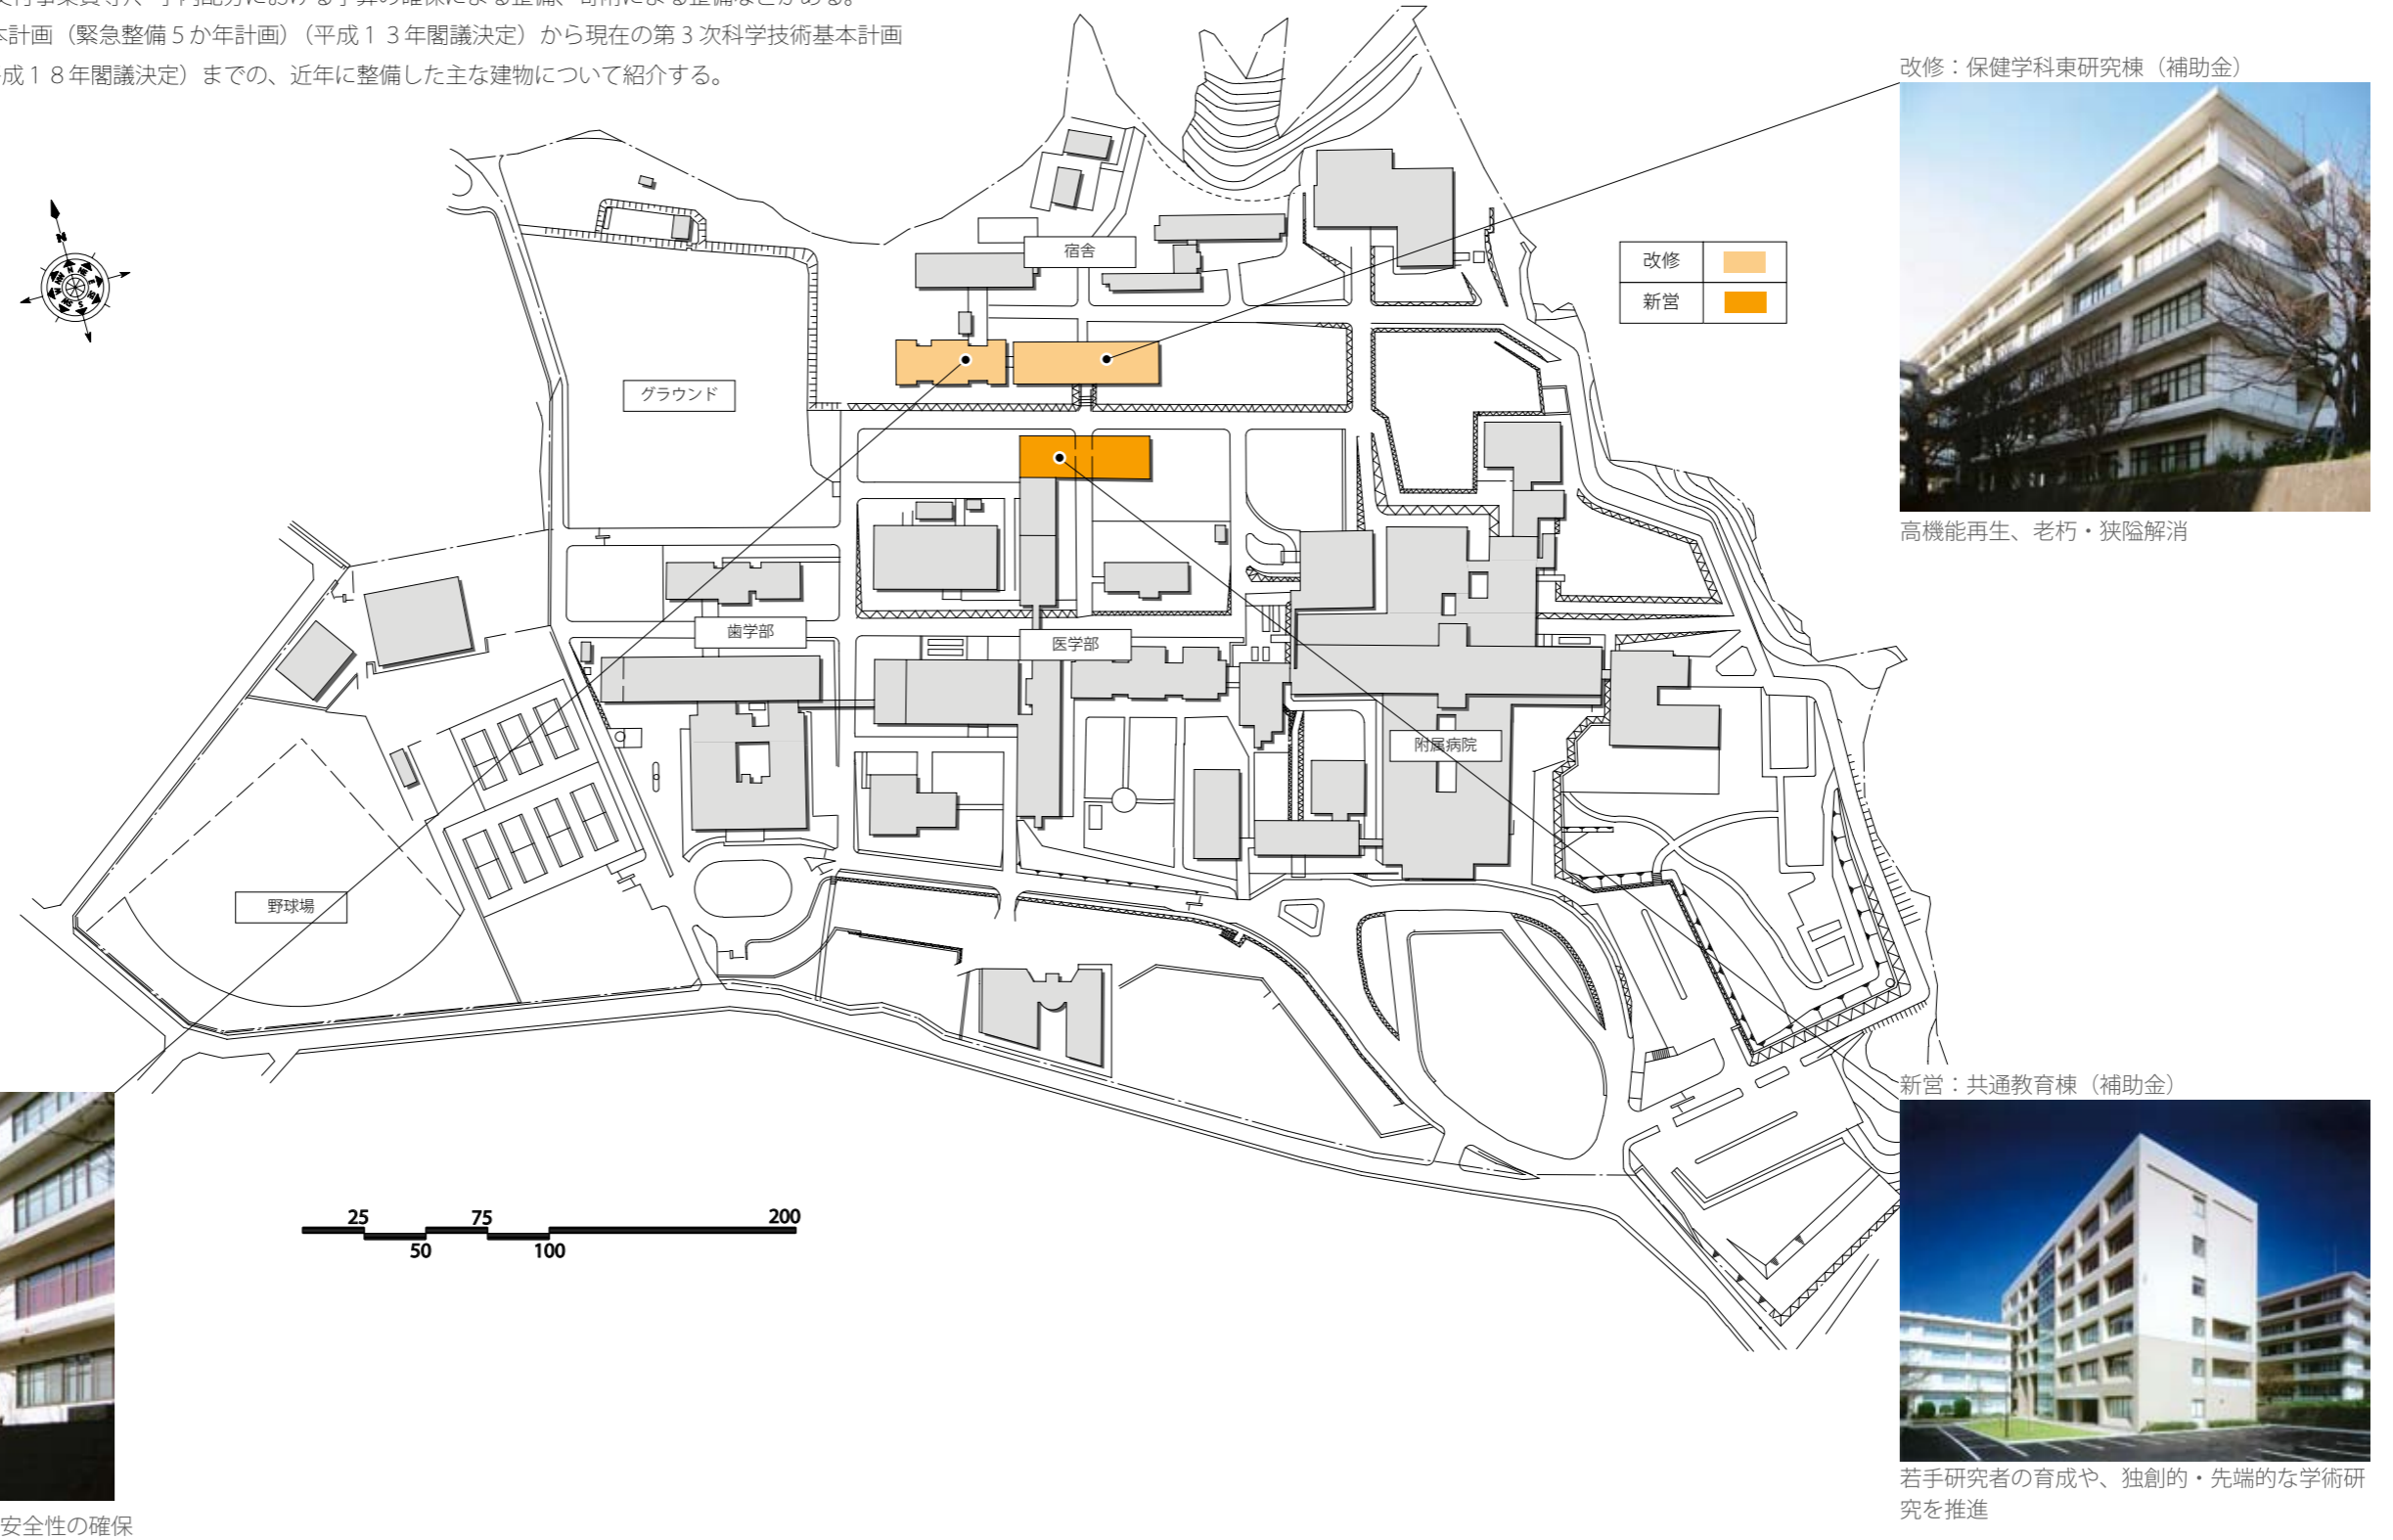 本計画（緊急整備５か年計画）（平成１３年閣議決定）から現在の第３次科学技術基本計画
成１８年閣議決定）までの、近年に整備した主な建物について紹介する。
改修：保健学科東研究棟（補助金）
高機能再生、老朽・狭隘解消
改修
新営
N
宿舎
グラウンド
歯学部
医学部
附属病院
野球場
25 75 200
50 100
新営：共通教育棟（補助金）
若手研究者の育成や、独創的・先端的な学術研
究を推進
安全性の確保